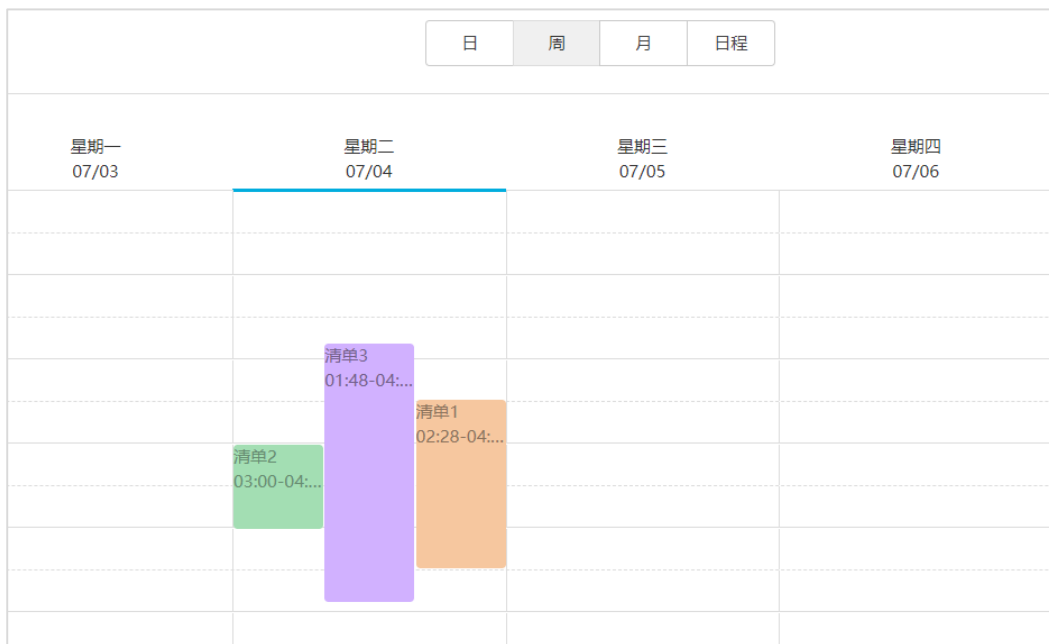 日 周 月 日程
星期一 星期二 星期三 星期四
07/03 07/04 07/05 07/06
清单3
01:48-04:...
清单1
02:28-04:...
清单2
03:00-04:...